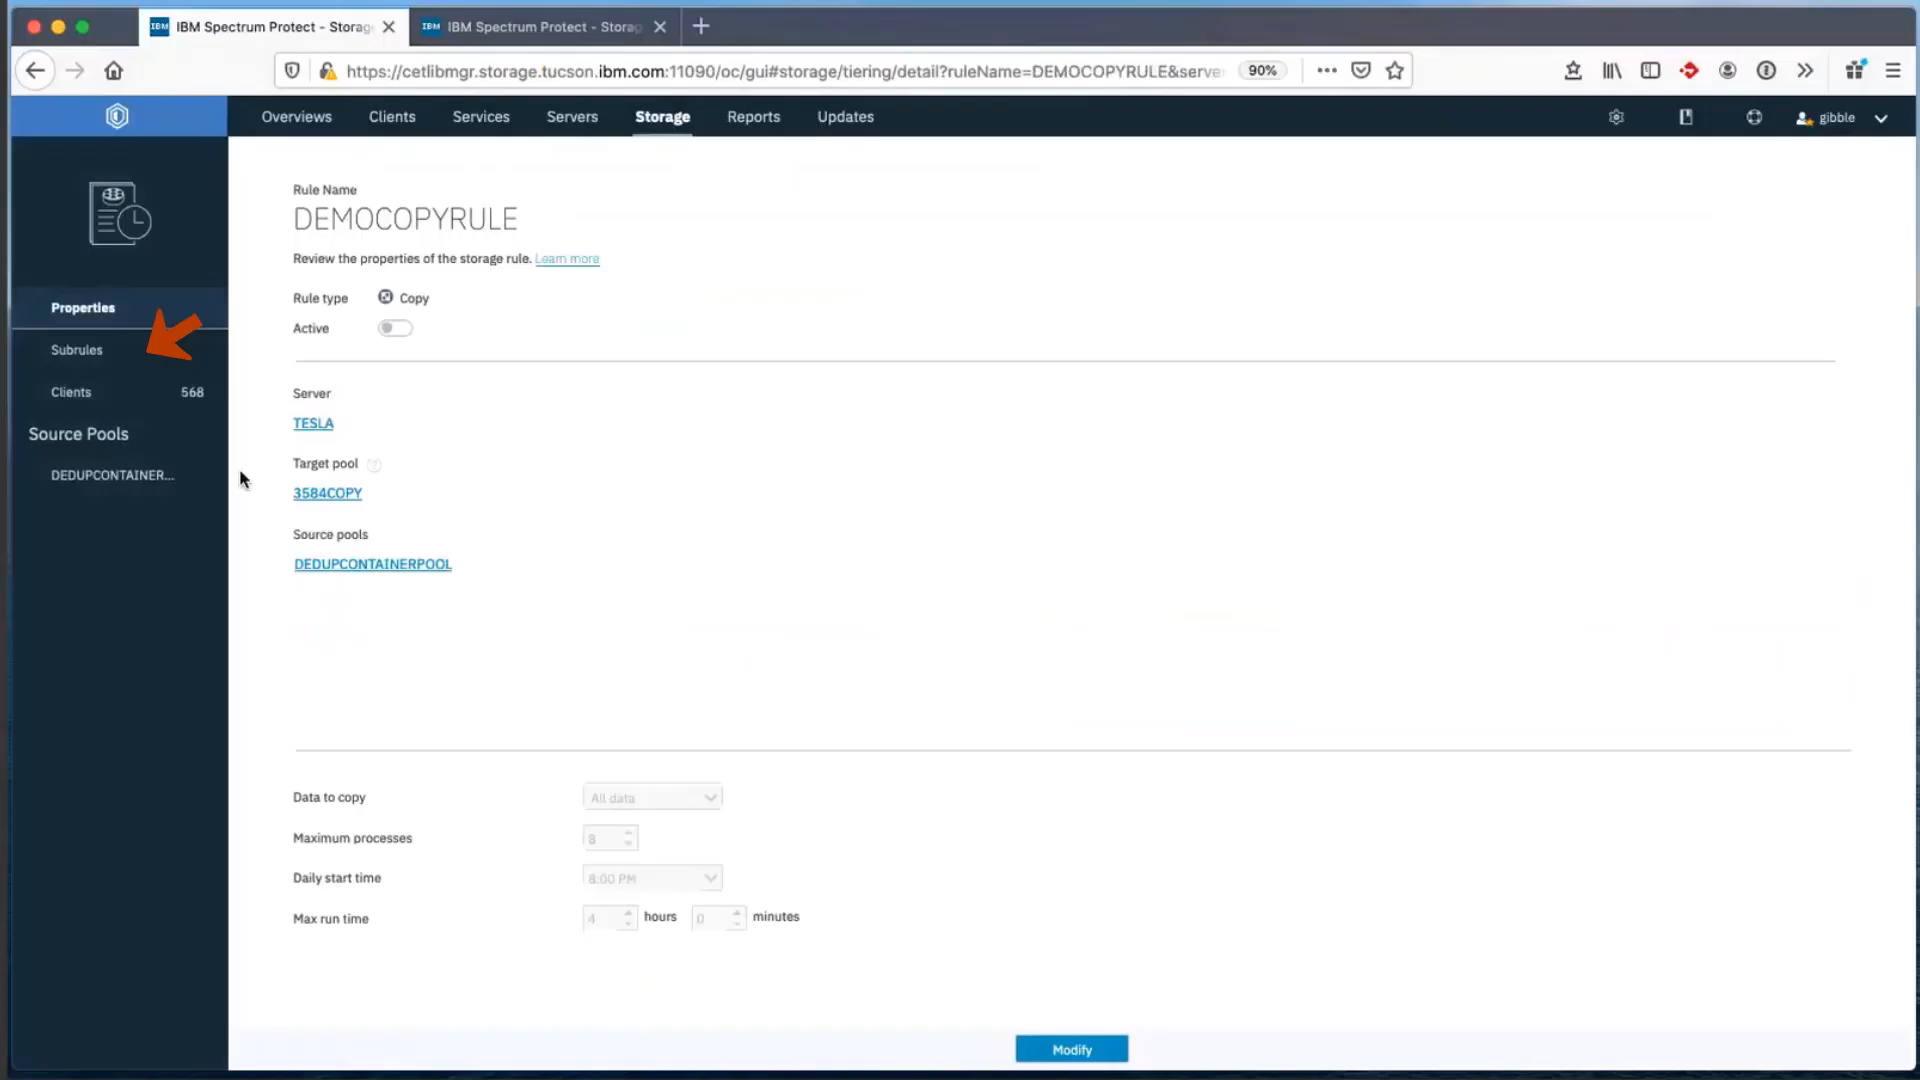 IBM IBM Spectrum Protect - Storag
IBM IBM Spectrum Protect - Storag
https://cetlibmgr.storage.tucson.ibm.com:11090/oc/gui#storage/tiering/detail?ruleName=DEMOCOPYRULE&serve
90%
Overviews Clients Services Servers Storage Reports Updates
gibble
Properties
Subrules
Clients 568
Source Pools
DEDUPCONTAINER...
Rule Name
DEMOCOPYRULE
Review the properties of the storage rule. Learn more
Rule type Copy
Active
Server
TESLA
Target pool ?
3584COPY
Source pools
DEDUPCONTAINERPOOL
Data to copy All data
Maximum processes 8
Daily start time 8:00 PM
Max run time 4 hours 0 minutes
Modify